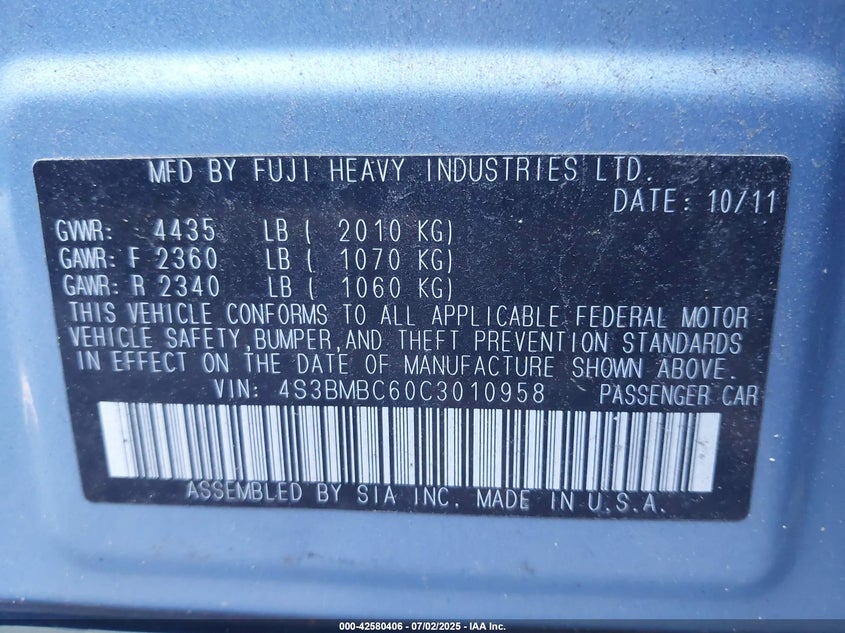 MFD BY FUJI HEAVY INDUSTRIES LTD.
DATE: 10/11
GVWR: 4435 LB ( 2010 KG)
GAWR: F 2360 LB ( 1070 KG)
GAWR: R 2340 LB ( 1060 KG)
THIS VEHICLE CONFORMS TO ALL APPLICABLE FEDERAL MOTOR
VEHICLE SAFETY,BUMPER,AND THEFT PREVENTION STANDARDS
IN EFFECT ON THE DATE OF MANUFACTURE SHOWN ABOVE.
VIN: 4S3BMBC60C3010958 PASSENGER CAR
ASSEMBLED BY SIA INC. MADE IN U.S.A.
000-42580406 - 07/02/2025 - IAA Inc.